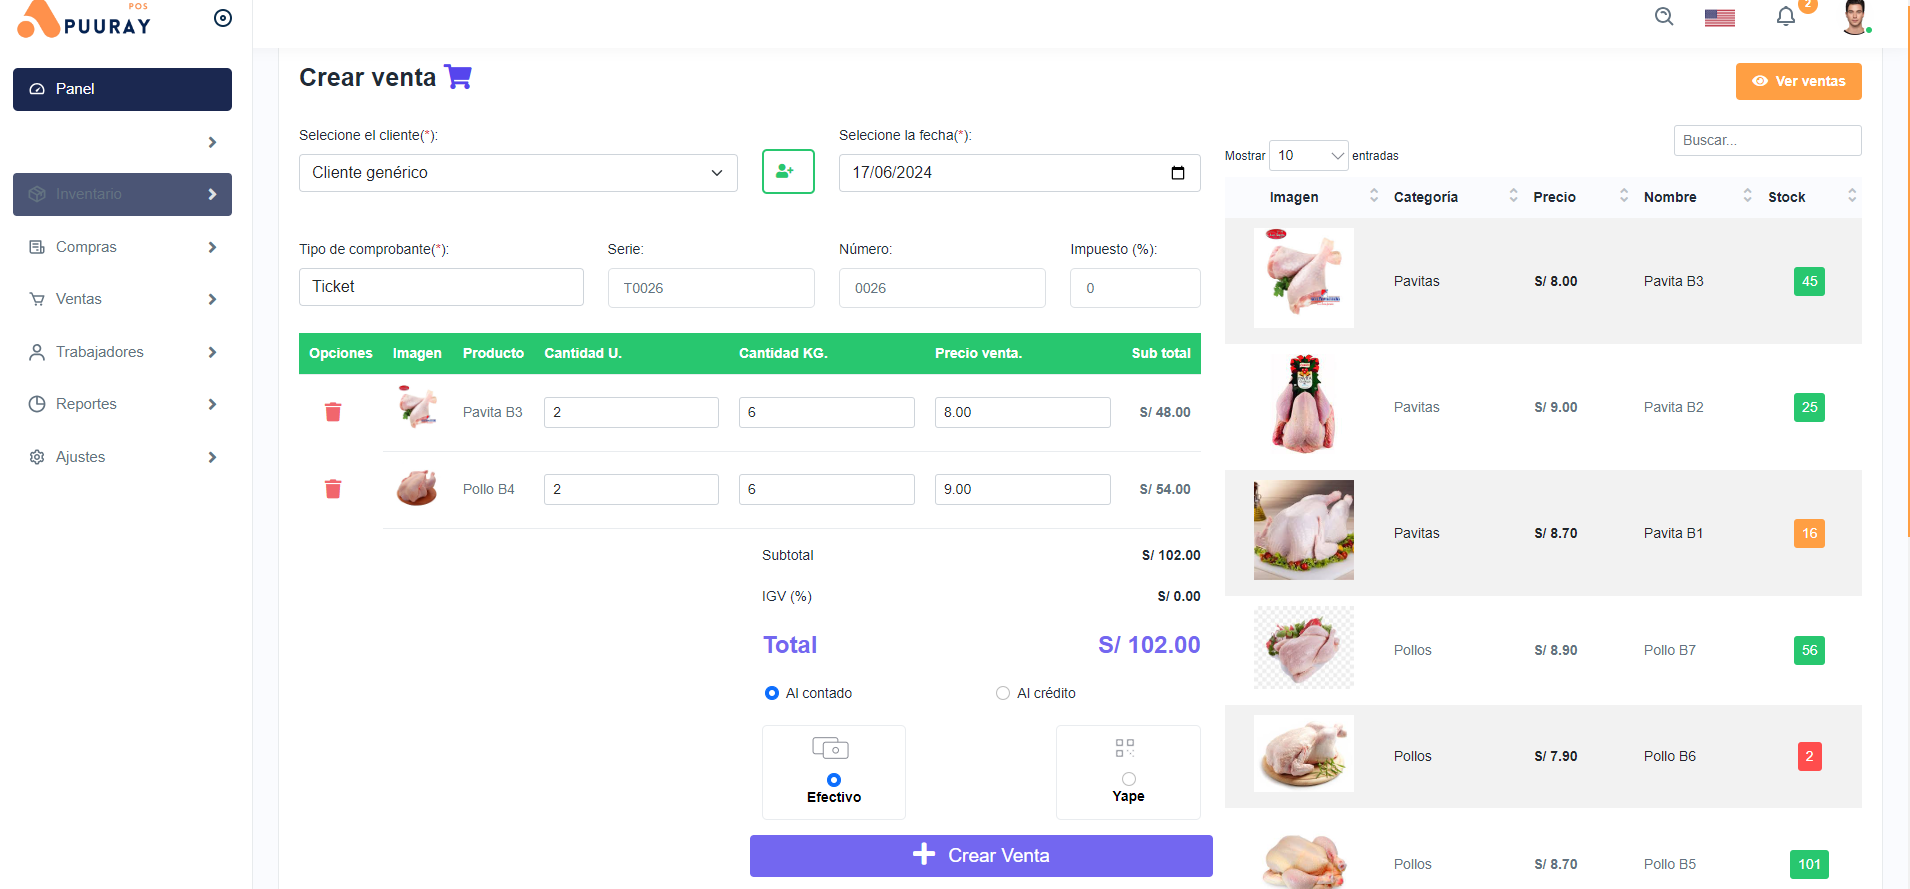 POS
PUURAY
2
Panel
Inventario
Compras
Ventas
Trabajadores
Reportes
Ajustes
Crear venta
Ver ventas
Selecione el cliente(*):
Cliente genérico
Selecione la fecha(*):
17/06/2024
Tipo de comprobante(*):
Ticket
Serie:
T0026
Número:
0026
Impuesto (%):
0
Opciones Imagen Producto Cantidad U. Cantidad KG. Precio venta. Sub total
Pavita B3 2 6 8.00 S/ 48.00
Pollo B4 2 6 9.00 S/ 54.00
Subtotal S/ 102.00
IGV (%) S/ 0.00
Total S/ 102.00
Al contado Al crédito
Efectivo Yape
Crear Venta
Buscar...
Mostrar 10 entradas
Imagen Categoría Precio Nombre Stock
Pavitas S/ 8.00 Pavita B3 45
Pavitas S/ 9.00 Pavita B2 25
Pavitas S/ 8.70 Pavita B1 16
Pollos S/ 8.90 Pollo B7 56
Pollos S/ 7.90 Pollo B6 2
Pollos S/ 8.70 Pollo B5 101